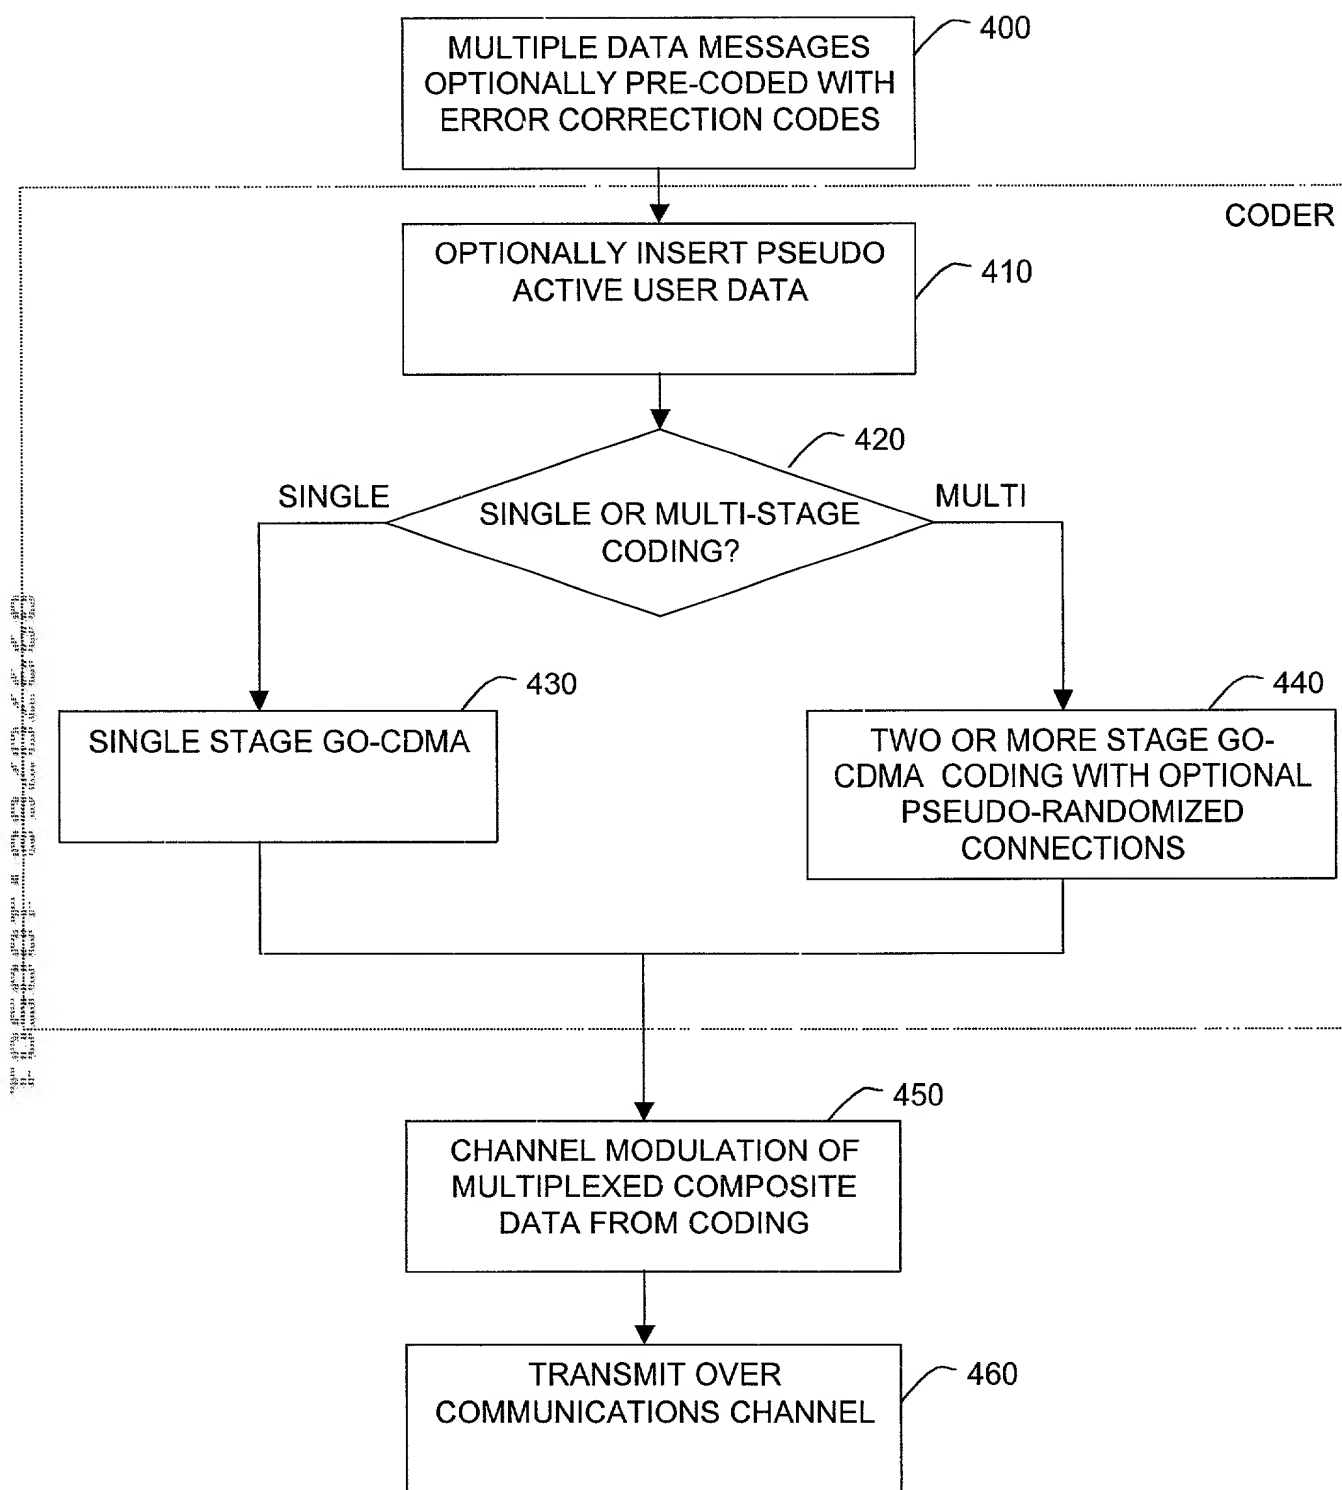 400
MULTIPLE DATA MESSAGES
OPTIONALLY PRE-CODED WITH
ERROR CORRECTION CODES
CODER
OPTIONALLY INSERT PSEUDO
ACTIVE USER DATA
410
420
SINGLE
MULTI
SINGLE OR MULTI-STAGE
CODING?
430
SINGLE STAGE GO-CDMA
440
TWO OR MORE STAGE GO-
CDMA CODING WITH OPTIONAL
PSEUDO-RANDOMIZED
CONNECTIONS
450
CHANNEL MODULATION OF
MULTIPLEXED COMPOSITE
DATA FROM CODING
460
TRANSMIT OVER
COMMUNICATIONS CHANNEL